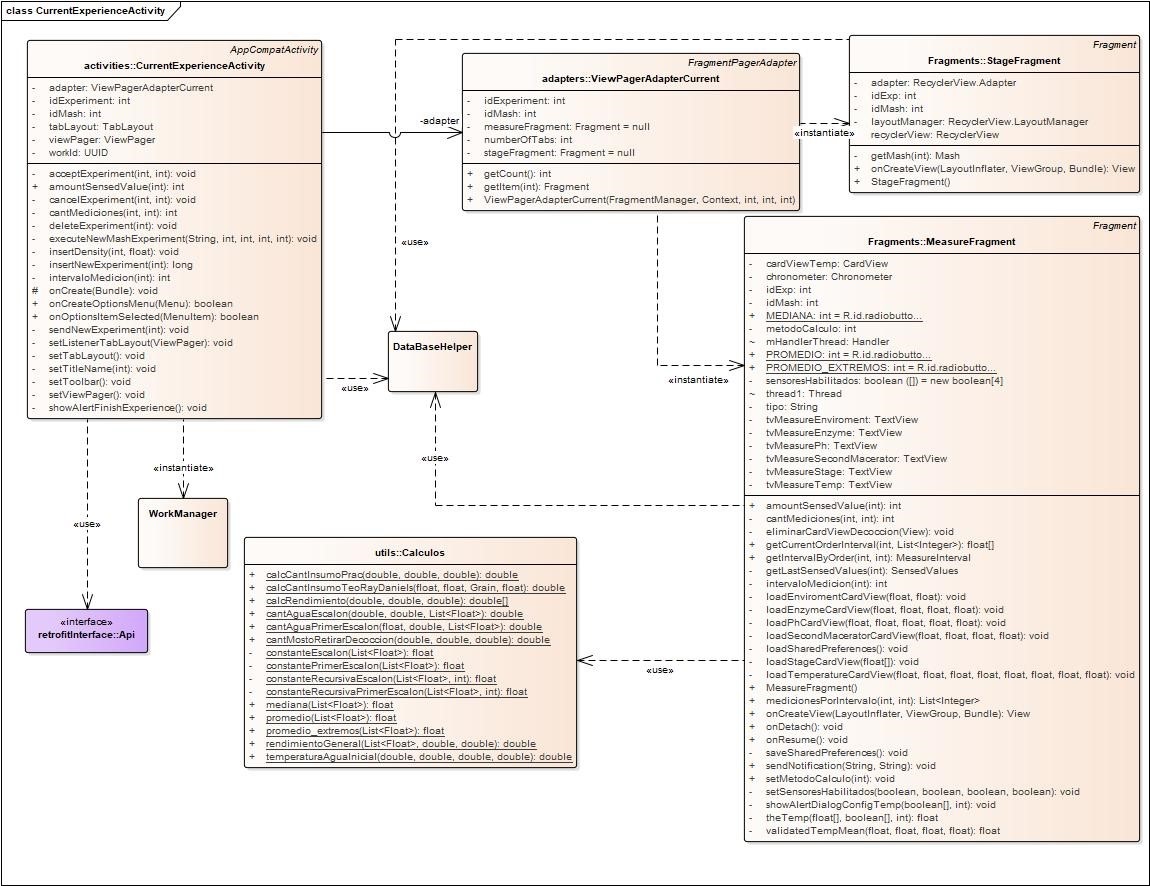 class CurrentExperienceActivity
AppCompatActivity
activities::CurrentExperienceActivity
- adapter: ViewPagerAdapterCurrent
- idExperiment: int
- idMash: int
- tabLayout: TabLayout
- viewPager: ViewPager
- workId: UUID
- acceptExperiment(int, int): void
+ amountSensedValue(int): int
- cancelExperiment(int, int): void
- cantMediciones(int, int): int
- deleteExperiment(int): void
- executeNewMashExperiment(String, int, int, int, int): void
- insertDensity(int, float): void
- insertNewExperiment(int): long
- intervaloMedicion(int): int
# onCreate(Bundle): void
+ onCreateOptionsMenu(Menu): boolean
+ onOptionsItemSelected(MenuItem): boolean
- sendNewExperiment(int): void
- setListenerTabLayout(ViewPager): void
- setTabLayout(): void
- setTitleName(int): void
- setToolbar(): void
- setViewPager(): void
- showAlertFinishExperience(): void
-adapter
FragmentPagerAdapter
adapters::ViewPagerAdapterCurrent
- idExperiment: int
- idMash: int
- measureFragment: Fragment = null
- numberOfTabs: int
- stageFragment: Fragment = null
+ getCount(): int
+ getItem(int): Fragment
+ ViewPagerAdapterCurrent(FragmentManager, Context, int, int, int)
«instantiate»
Fragment
Fragments::StageFragment
- adapter: RecyclerView.Adapter
- idExp: int
- idMash: int
- layoutManager: RecyclerView.LayoutManager
- recyclerView: RecyclerView
- getMash(int): Mash
+ onCreateView(LayoutInflater, ViewGroup, Bundle): View
+ StageFragment()
«use»
DataBaseHelper
«use»
«instantiate»
«use»
Fragment
Fragments::MeasureFragment
- cardViewTemp: CardView
- chronometer: Chronometer
- idExp: int
- idMash: int
+ MEDIANA: int = R.id.radiobutto...
- metodoCalculo: int
~ mHandlerThread: Handler
+ PROMEDIO: int = R.id.radiobutto...
+ PROMEDIO_EXTREMOS: int = R.id.radiobutto...
- sensoresHabilitados: boolean ([]) = new boolean[4]
~ thread1: Thread
- tipo: String
- tvMeasureEnviroment: TextView
- tvMeasureEnzyme: TextView
- tvMeasurePh: TextView
- tvMeasureSecondMacerator: TextView
- tvMeasureStage: TextView
- tvMeasureTemp: TextView
+ amountSensedValue(int): int
- cantMediciones(int, int): int
- eliminarCardViewDecoccion(View): void
+ getCurrentOrderInterval(int, List<Integer>): float[]
+ getIntervalByOrder(int, int): MeasureInterval
- getLastSensedValues(int): SensedValues
- intervaloMedicion(int): int
- loadEnviromentCardView(float, float): void
- loadEnzymeCardView(float, float, float, float): void
- loadPhCardView(float, float, float, float): void
- loadSecondMaceratorCardView(float, float, float, float): void
- loadSharedPreferences(): void
- loadStageCardView(float[]): void
- loadTemperatureCardView(float, float, float, float, float, float, float, float): void
+ MeasureFragment()
+ medicionesPorIntervalo(int, int): List<Integer>
+ onCreateView(LayoutInflater, ViewGroup, Bundle): View
+ onDetach(): void
+ onResume(): void
- saveSharedPreferences(): void
+ sendNotification(String, String): void
- setMetodoCalculo(int): void
- setSensoresHabilitados(boolean, boolean, boolean, boolean): void
- showAlertDialogConfigTemp(boolean[], int): void
- theTemp(float[], boolean[], int): float
- validatedTempMean(float, float, float, float): float
«instantiate»
WorkManager
«use»
«interface»
retrofitInterface::Api
utils::Calculos
+ calcCantInsumoPrac(double, double, double): double
+ calcCantInsumoTeoRayDaniels(float, float, Grain, float): double
+ calcRendimiento(double, double, double): double[]
+ cantAguaEscalon(double, double, List<Float>): double
+ cantAguaPrimerEscalon(float, double, List<Float>): double
+ cantMostoRetirarDecoccion(double, double, double): double
- constanteEscalon(List<Float>): float
- constantePrimerEscalon(List<Float>): float
- constanteRecursivaEscalon(List<Float>, int): float
- constanteRecursivaPrimerEscalon(List<Float>, int): float
+ mediana(List<Float>): float
+ promedio(List<Float>): float
+ promedio_extremos(List<Float>): float
+ rendimientoGeneral(List<Float>, double, double): double
+ temperaturaAguaInicial(double, double, double, double): double
«use»